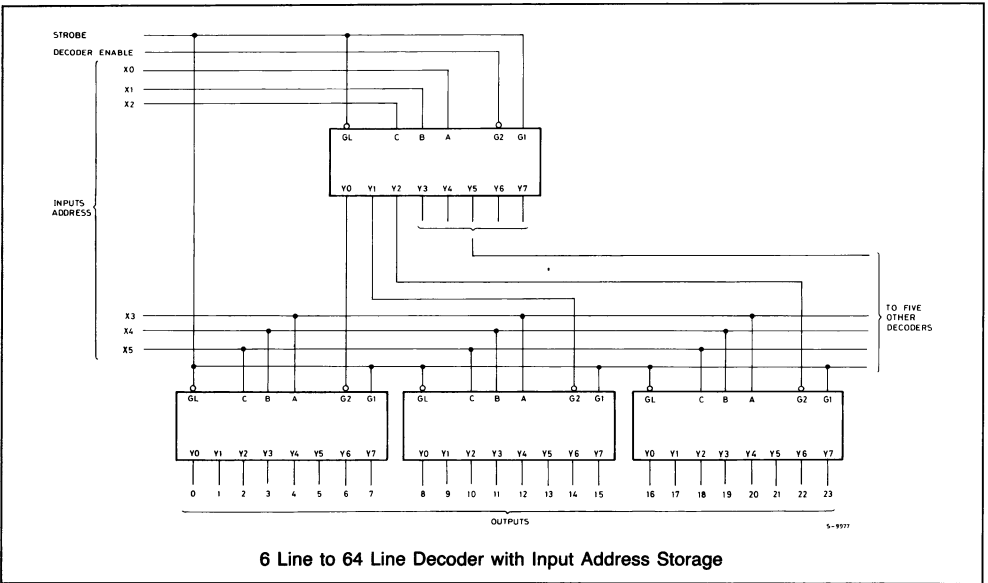 STROBE
DECODER ENABLE
X0
X1
X2
GL C B A G2 G1
Y0 Y1 Y2 Y3 Y4 Y5 Y6 Y7
INPUTS
ADDRESS
TO FIVE
OTHER
DECODERS
X3
X4
X5
GL C B A G2 G1 GL C B A G2 G1 GL C B A G2 G1
Y0 Y1 Y2 Y3 Y4 Y5 Y6 Y7 Y0 Y1 Y2 Y3 Y4 Y5 Y6 Y7 Y0 Y1 Y2 Y3 Y4 Y5 Y6 Y7
0 1 2 3 4 5 6 7 8 9 10 11 12 13 14 15 16 17 18 19 20 21 22 23
OUTPUTS
S-9977
6 Line to 64 Line Decoder with Input Address Storage